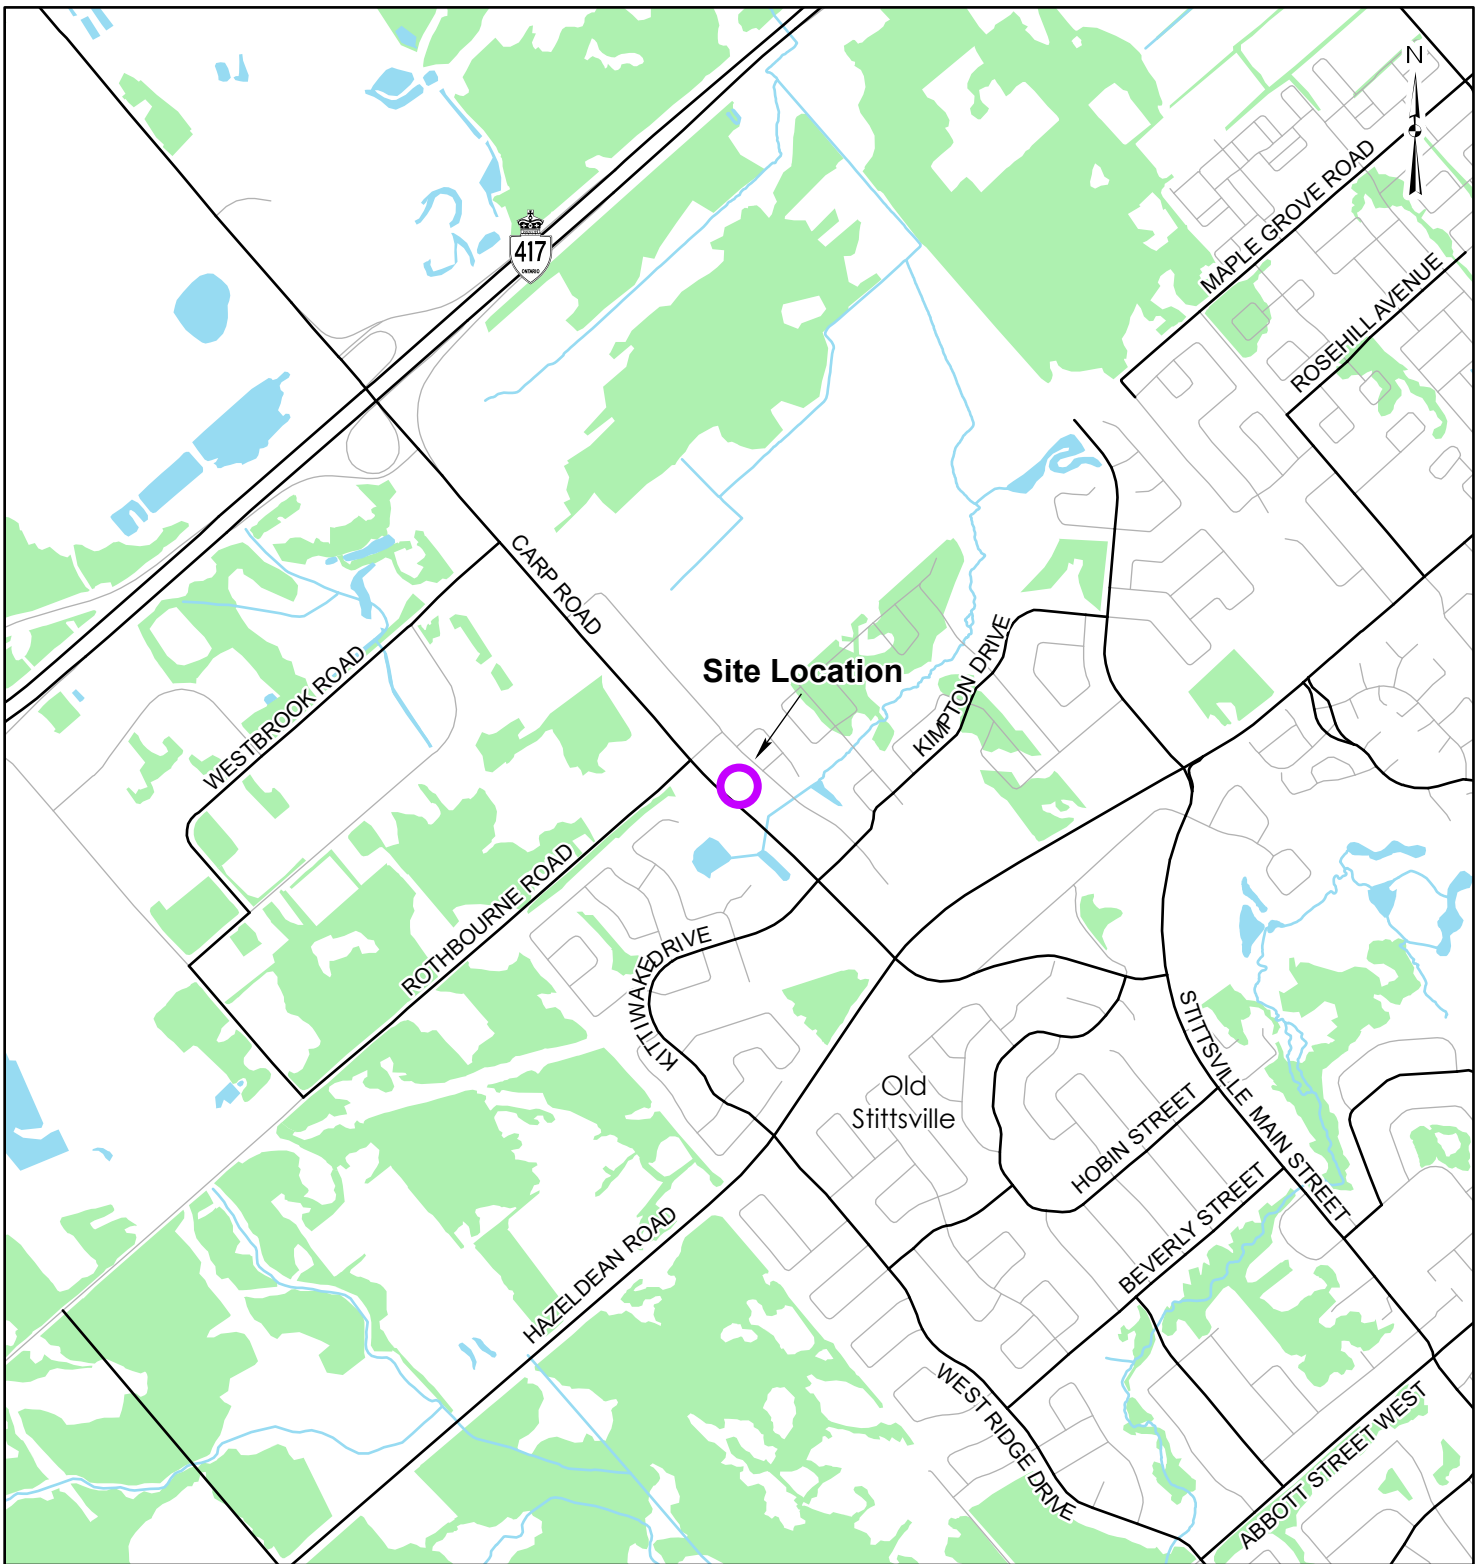 N
MAPLE GROVE ROAD
417
ONTARIO
ROSEHILL AVENUE
CARP ROAD
KIMPTON DRIVE
Site Location
WESTBROOK ROAD
ROTHBOURNE ROAD
KITTIWAKE DRIVE
STITTSVILLE MAIN STREET
Old
Stittsville
HOBIN STREET
BEVERLY STREET
HAZELDEAN ROAD
WEST RIDGE DRIVE
ABBOTT STREET WEST